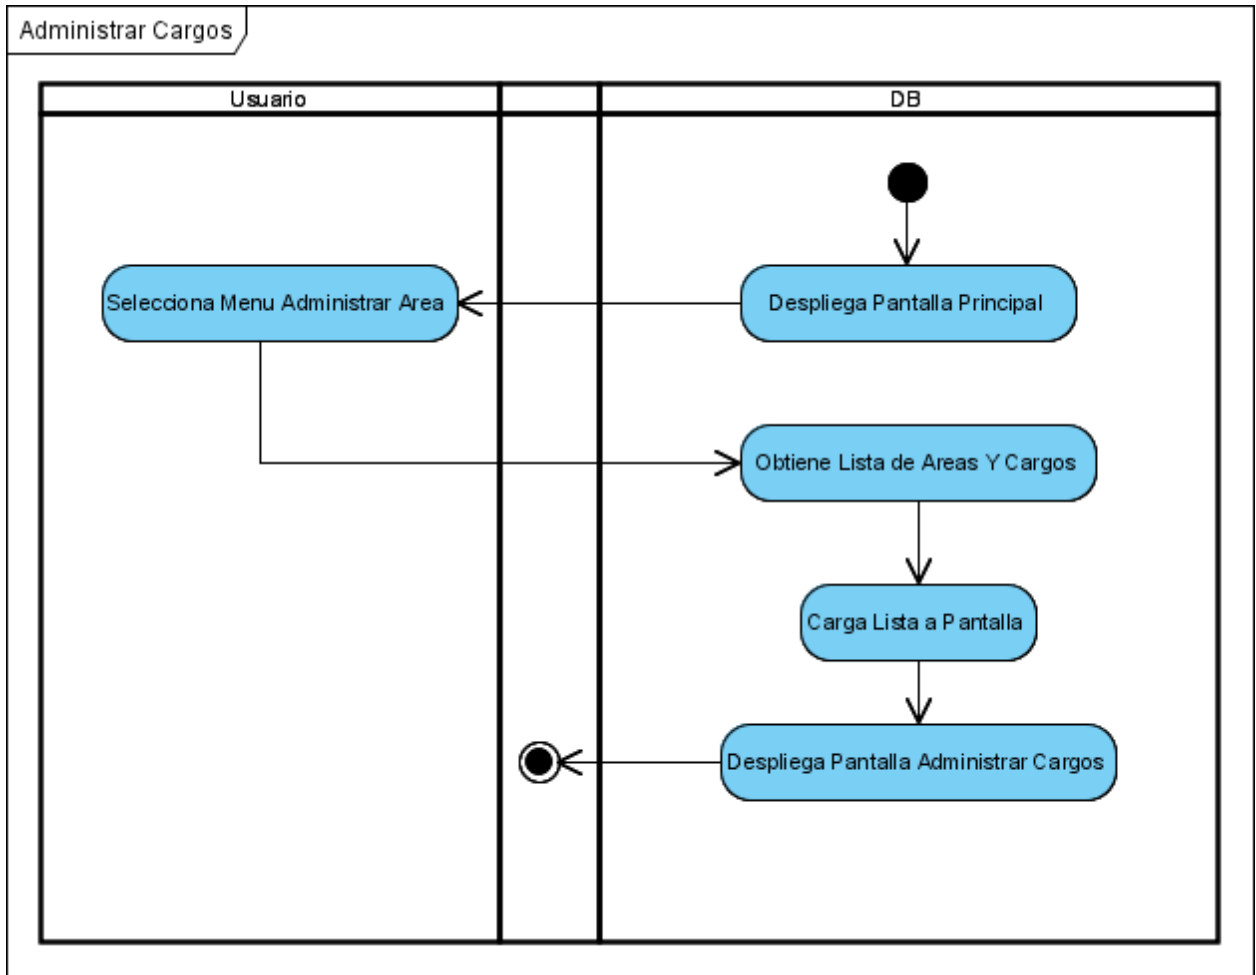 Administrar Cargos
Usuario
DB
Selecciona Menu Administrar Area
Despliega Pantalla Principal
Obtiene Lista de Areas Y Cargos
Carga Lista a Pantalla
Despliega Pantalla Administrar Cargos